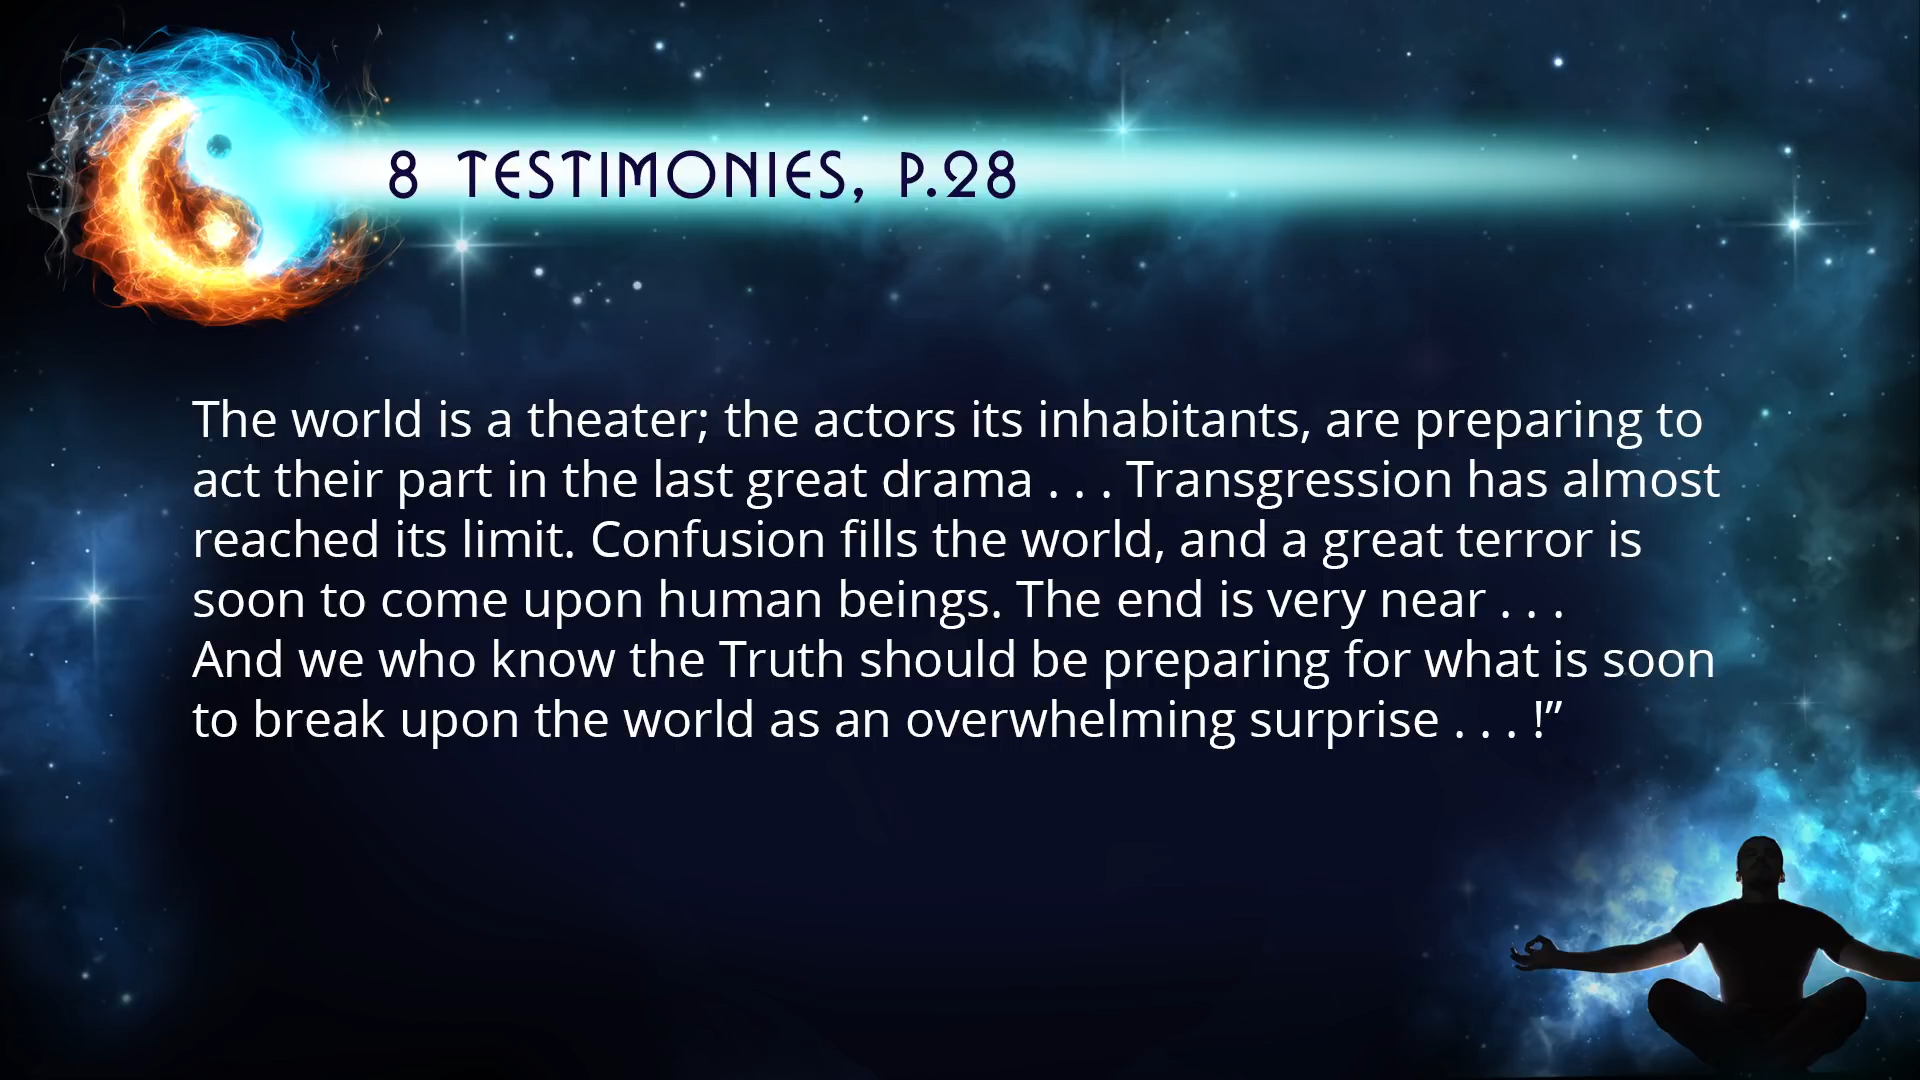 8 TESTIMONIES, P.28
The world is a theater; the actors its inhabitants, are preparing to
act their part in the last great drama . . . Transgression has almost
reached its limit. Confusion fills the world, and a great terror is
soon to come upon human beings. The end is very near . . .
And we who know the Truth should be preparing for what is soon
to break upon the world as an overwhelming surprise . . . !”